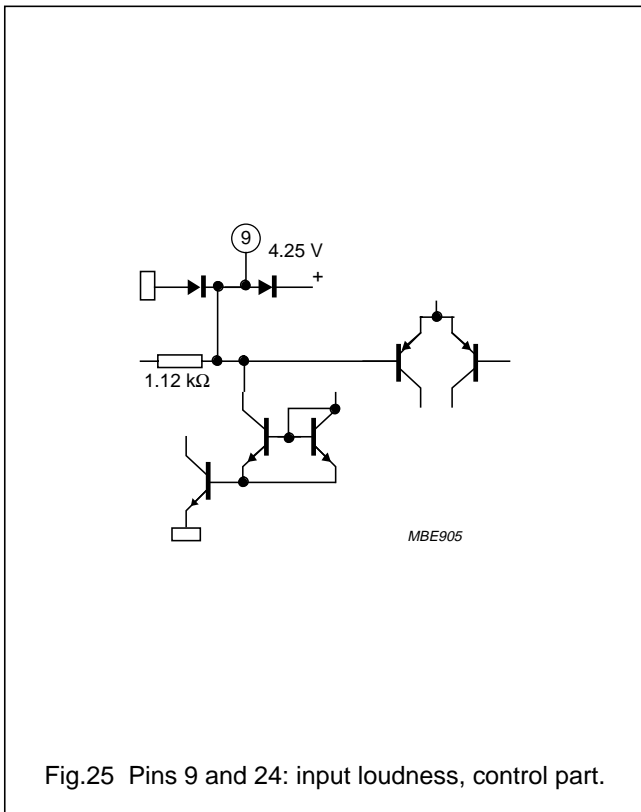 9
4.25 V
+
1.12 kΩ
MBE905
Fig.25 Pins 9 and 24: input loudness, control part.